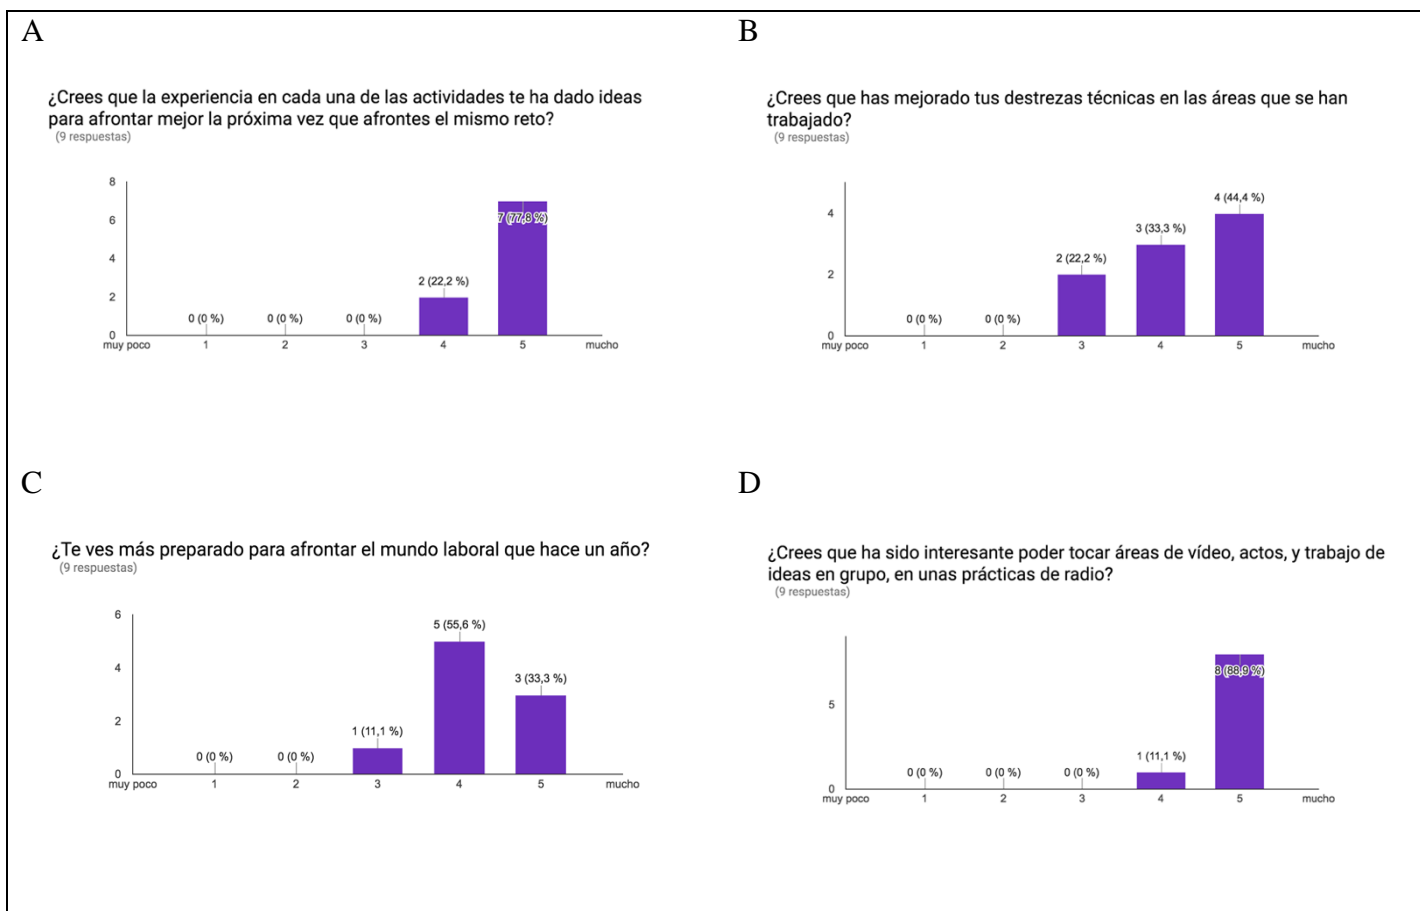 A
¿Crees que la experiencia en cada una de las actividades te ha dado ideas
para afrontar mejor la próxima vez que afrontes el mismo reto?
(9 respuestas)
8
6
4
2
0
0 (0 %)
0 (0 %)
0 (0 %)
2 (22,2 %)
7 (77,8 %)
muy poco 1 2 3 4 5 mucho
B
¿Crees que has mejorado tus destrezas técnicas en las áreas que se han
trabajado?
(9 respuestas)
4
2
0
0 (0 %)
0 (0 %)
2 (22,2 %)
3 (33,3 %)
4 (44,4 %)
muy poco 1 2 3 4 5 mucho
C
¿Te ves más preparado para afrontar el mundo laboral que hace un año?
(9 respuestas)
6
4
2
0
0 (0 %)
0 (0 %)
1 (11,1 %)
5 (55,6 %)
3 (33,3 %)
muy poco 1 2 3 4 5 mucho
D
¿Crees que ha sido interesante poder tocar áreas de vídeo, actos, y trabajo de
ideas en grupo, en unas prácticas de radio?
(9 respuestas)
5
0
0 (0 %)
0 (0 %)
0 (0 %)
1 (11,1 %)
8 (88,9 %)
muy poco 1 2 3 4 5 mucho